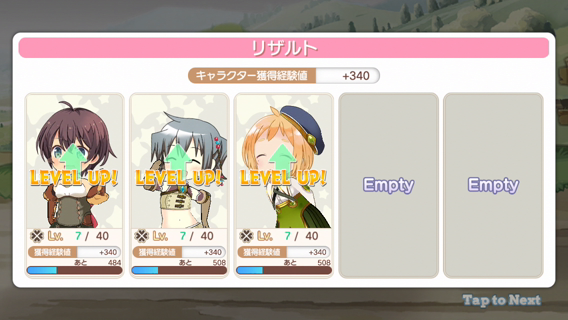 リザルト
キャラクター獲得経験値 +340
LEVEL UP! LEVEL UP! LEVEL UP!
Empty Empty
Lv. 7 / 40 Lv. 7 / 40 Lv. 7 / 40
獲得経験値 +340 獲得経験値 +340 獲得経験値 +340
あと 484 あと 508 あと 508
Tap to Next